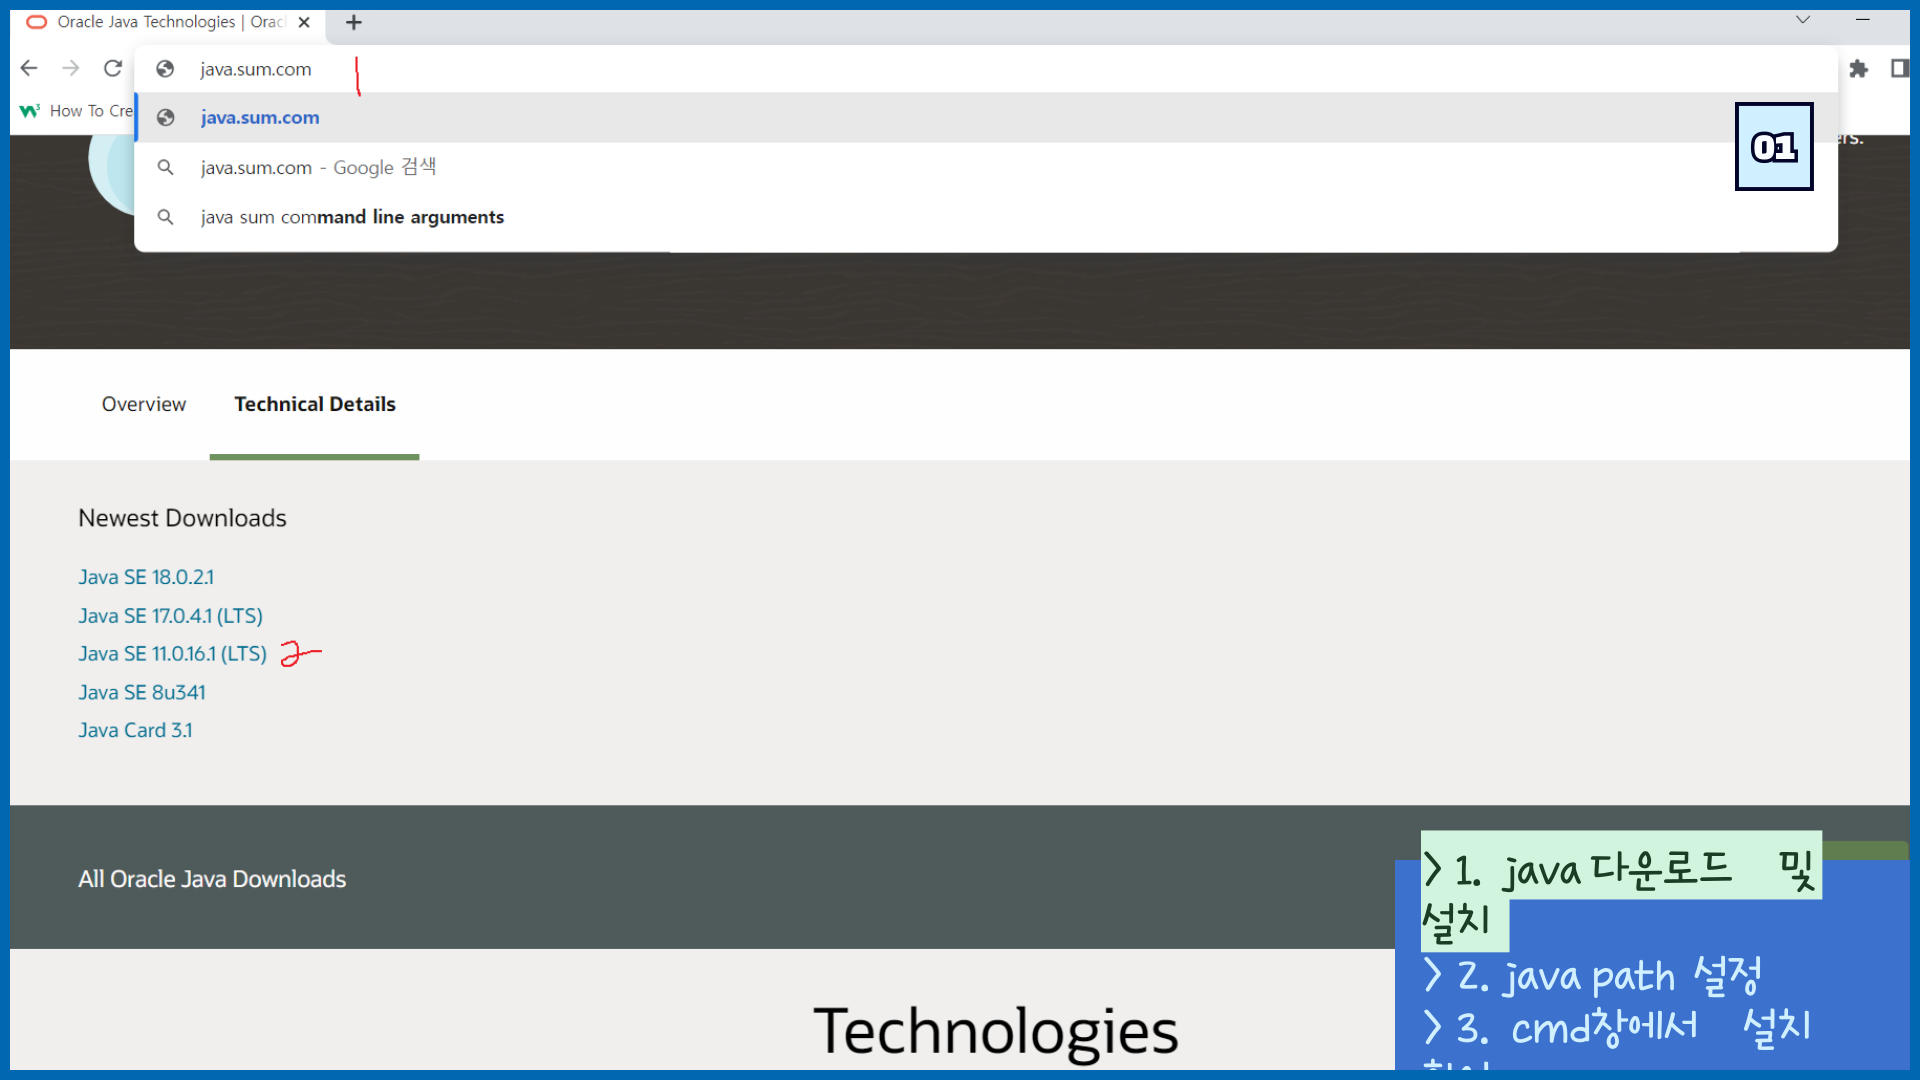 Oracle Java Technologies | Orac
java.sum.com
How To Cre
java.sum.com
java.sum.com - Google 검색
java sum command line arguments
01
ers.
Overview
Technical Details
Newest Downloads
Java SE 18.0.2.1
Java SE 17.0.4.1 (LTS)
Java SE 11.0.16.1 (LTS) 2
Java SE 8u341
Java Card 3.1
All Oracle Java Downloads
> 1. java 다운로드 및
설치
> 2. java path 설정
> 3. cmd창에서 설치
Technologies